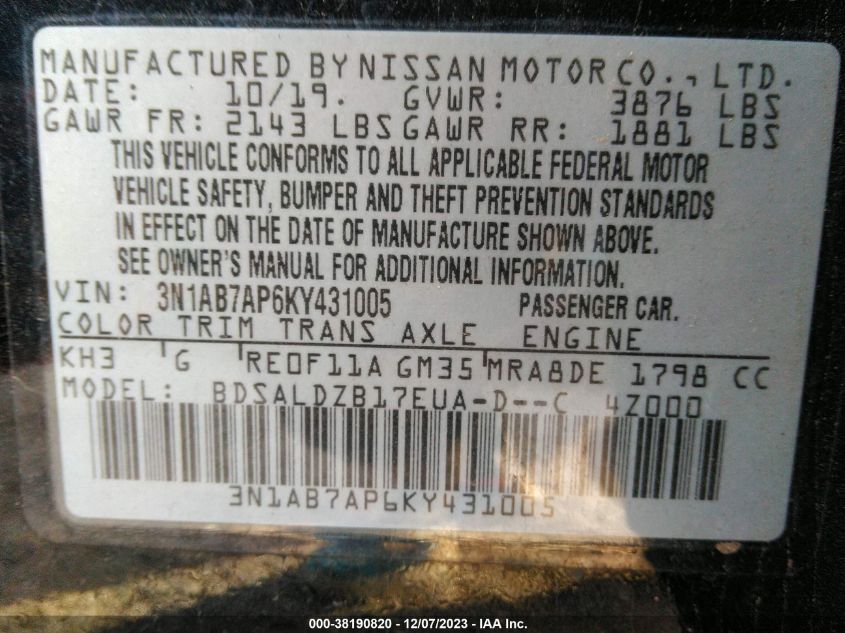 MANUFACTURED BY NISSAN MOTOR CO., LTD.
DATE: 10/19. GVWR: 3876 LBS
GAWR FR: 2143 LBS GAWR RR: 1881 LBS
THIS VEHICLE CONFORMS TO ALL APPLICABLE FEDERAL MOTOR
VEHICLE SAFETY, BUMPER AND THEFT PREVENTION STANDARDS
IN EFFECT ON THE DATE OF MANUFACTURE SHOWN ABOVE.
SEE OWNER'S MANUAL FOR ADDITIONAL INFORMATION.
VIN: 3N1AB7AP6KY431005 PASSENGER CAR.
COLOR TRIM TRANS AXLE ENGINE
KH3 G RE0F11A GM35 MRA8DE 1798 CC
MODEL: BDSALDZB17EUA-D--C 4Z000
3N1AB7AP6KY431005
000-38190820 - 12/07/2023 - IAA Inc.